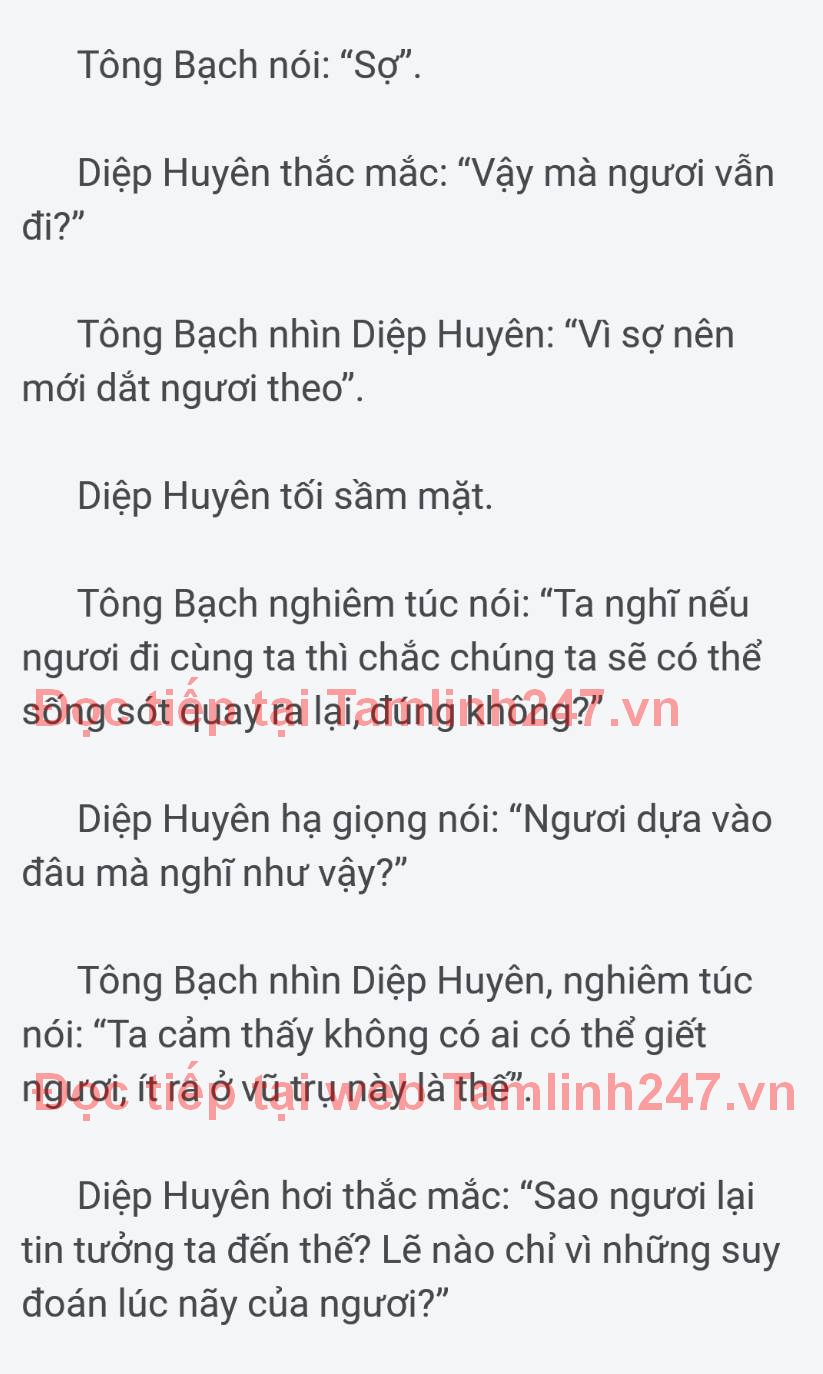 Tông Bạch nói: “Sợ”.
Diệp Huyên thắc mắc: “Vậy mà ngươi vẫn
đi?”
Tông Bạch nhìn Diệp Huyên: “Vì sợ nên
mới dắt ngươi theo”.
Diệp Huyên tối sầm mặt.
Tông Bạch nghiêm túc nói: “Ta nghĩ nếu
ngươi đi cùng ta thì chắc chúng ta sẽ có thể
sống sót quay ra lại, đúng không?”
Đọc tiếp tại Tamlinh247.vn
Diệp Huyên hạ giọng nói: “Ngươi dựa vào
đâu mà nghĩ như vậy?”
Tông Bạch nhìn Diệp Huyên, nghiêm túc
nói: “Ta cảm thấy không có ai có thể giết
ngươi, ít ra ở vũ trụ này là thế”.
Đọc tiếp tại web Tamlinh247.vn
Diệp Huyên hơi thắc mắc: “Sao ngươi lại
tin tưởng ta đến thế? Lẽ nào chỉ vì những suy
đoán lúc nãy của ngươi?”